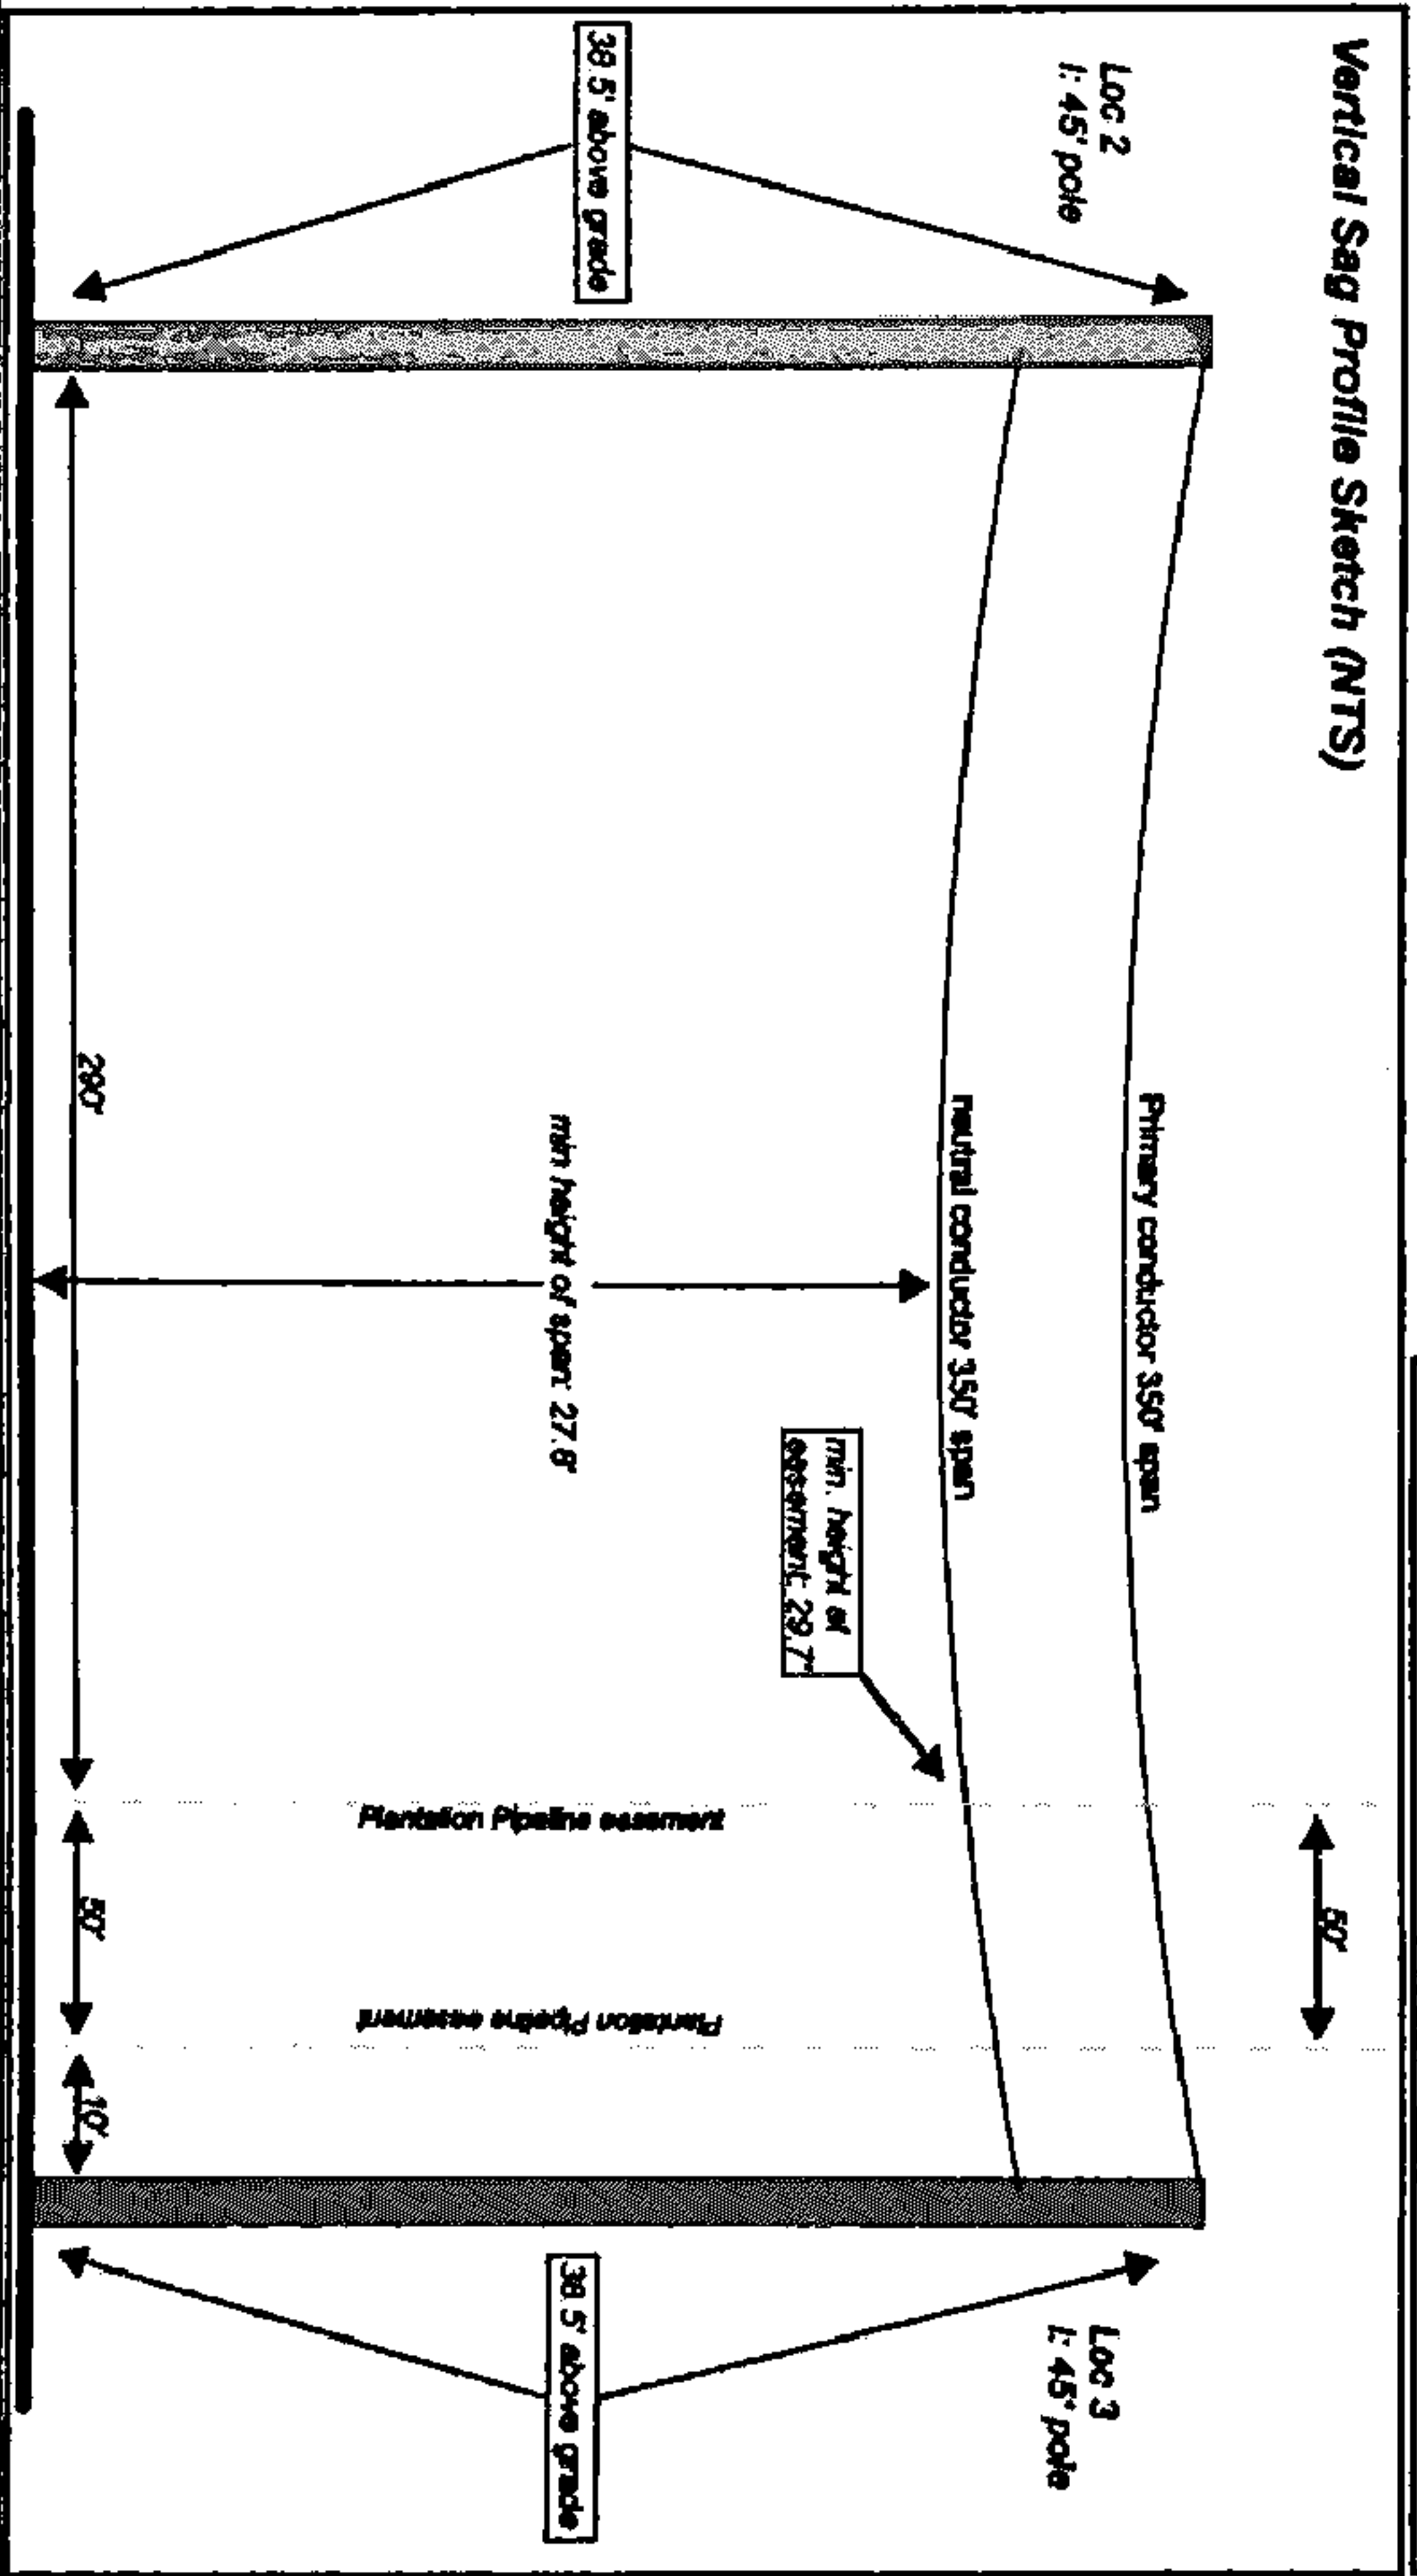 Vertical Sag Profile Sketch (NTS)
Loc 2
I: 45' pole
38.5' above grade
Primary conductor 350' span
neutral conductor 350' span
min. height at
easement: 29.7'
min height of span: 27.8'
50'
Plantation Pipeline easement
Plantation Pipeline easement
290'
50'
10'
Loc 3
I: 45' pole
38.5' above grade